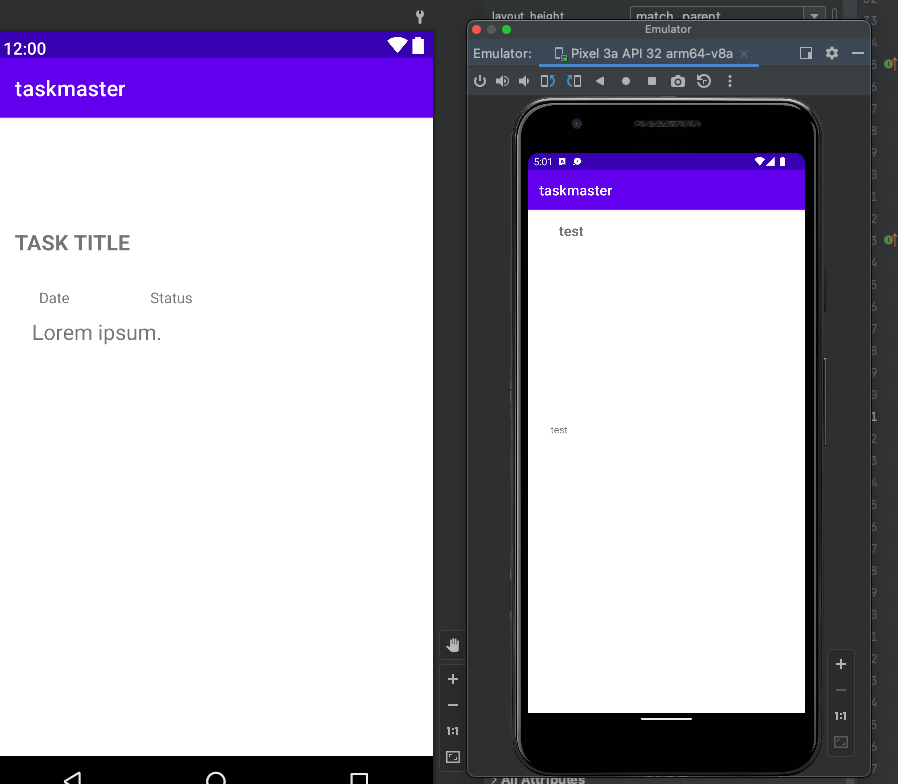 layout_height match_parent
Emulator
Emulator: Pixel 3a API 32 arm64-v8a
12:00
taskmaster
TASK TITLE
Date Status
Lorem ipsum.
1:1
5:01
taskmaster
test
test
1:1
All Attributes